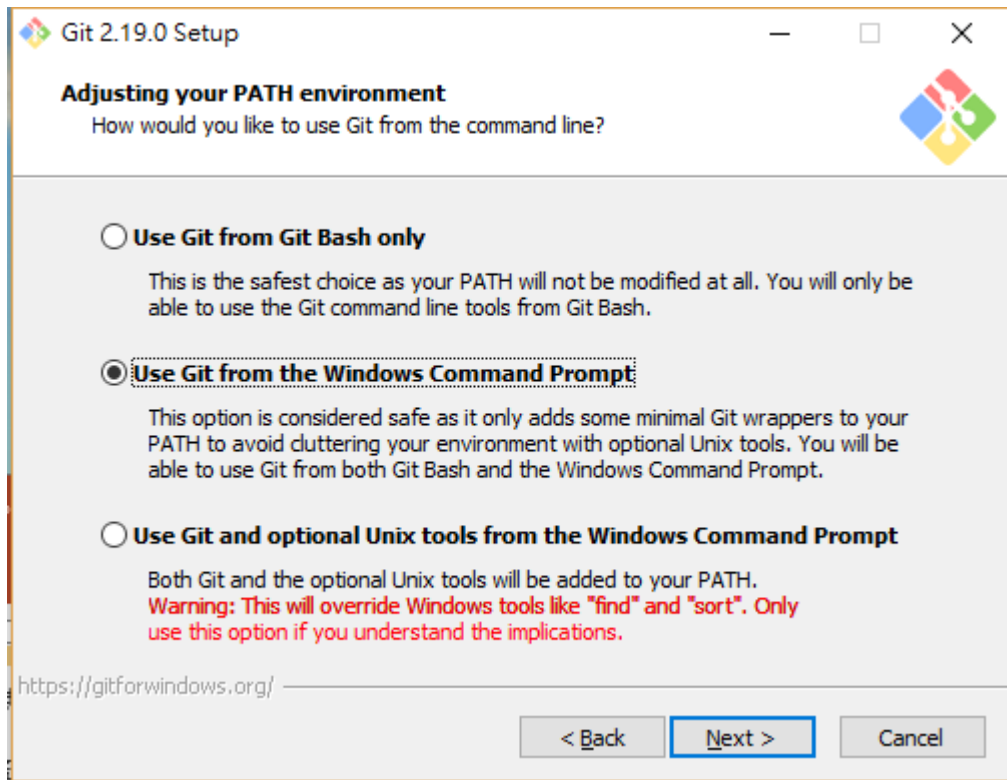 Git 2.19.0 Setup
Adjusting your PATH environment
How would you like to use Git from the command line?
Use Git from Git Bash only
This is the safest choice as your PATH will not be modified at all. You will only be
able to use the Git command line tools from Git Bash.
Use Git from the Windows Command Prompt
This option is considered safe as it only adds some minimal Git wrappers to your
PATH to avoid cluttering your environment with optional Unix tools. You will be
able to use Git from both Git Bash and the Windows Command Prompt.
Use Git and optional Unix tools from the Windows Command Prompt
Both Git and the optional Unix tools will be added to your PATH.
Warning: This will override Windows tools like "find" and "sort". Only
use this option if you understand the implications.
https://gitforwindows.org/
< Back
Next >
Cancel